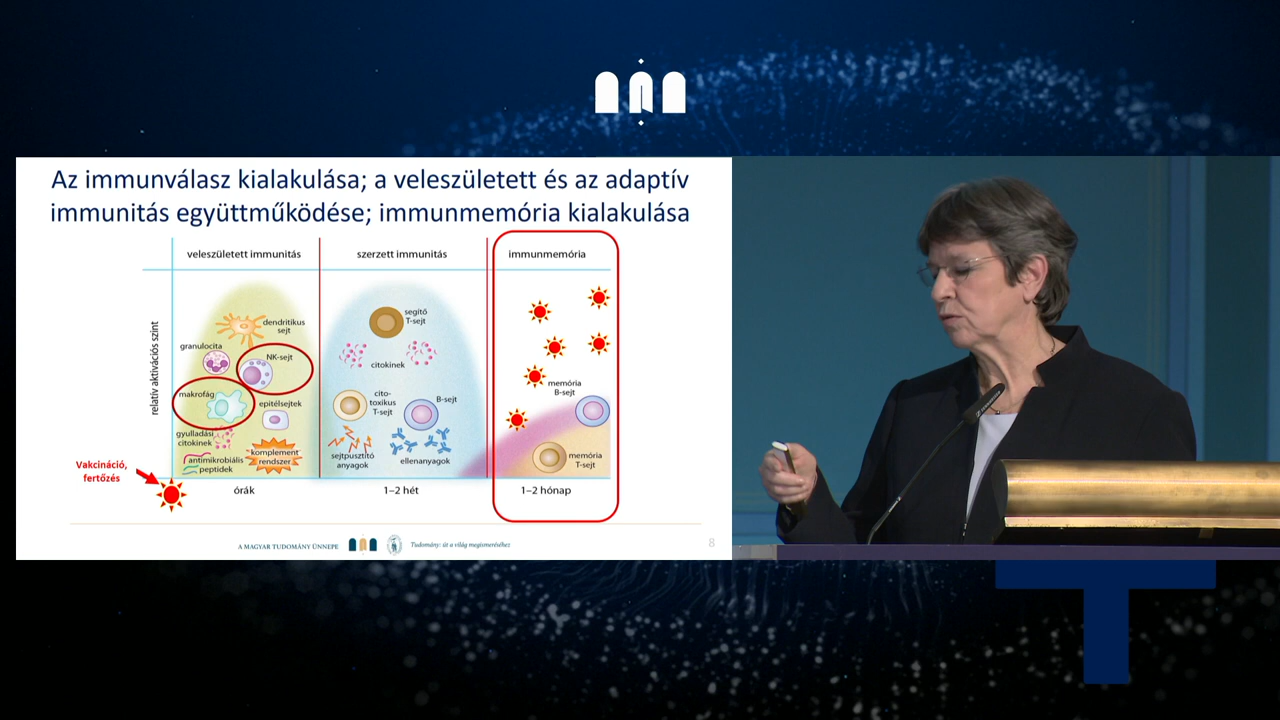 Az immunválasz kialakulása; a veleszületett és az adaptív
immunitás együttműködése; immunmemória kialakulása
veleszületett immunitás
szerzett immunitás
immunmemória
relatív aktivációs szint
dendritikus
sejt
granulocita
NK-sejt
makrofág
epitélsejtek
gyulladási
citokinek
antimikrobiális
peptidek
komplement
rendszer
segítő
T-sejt
citokinek
cito-
toxikus
T-sejt
B-sejt
sejtpusztító
anyagok
ellenanyagok
memória
B-sejt
memória
T-sejt
Vakcináció,
fertőzés
órák
1–2 hét
1–2 hónap
A MAGYAR TUDOMÁNY ÜNNEPE
Tudomány: út a világ megismeréséhez
8